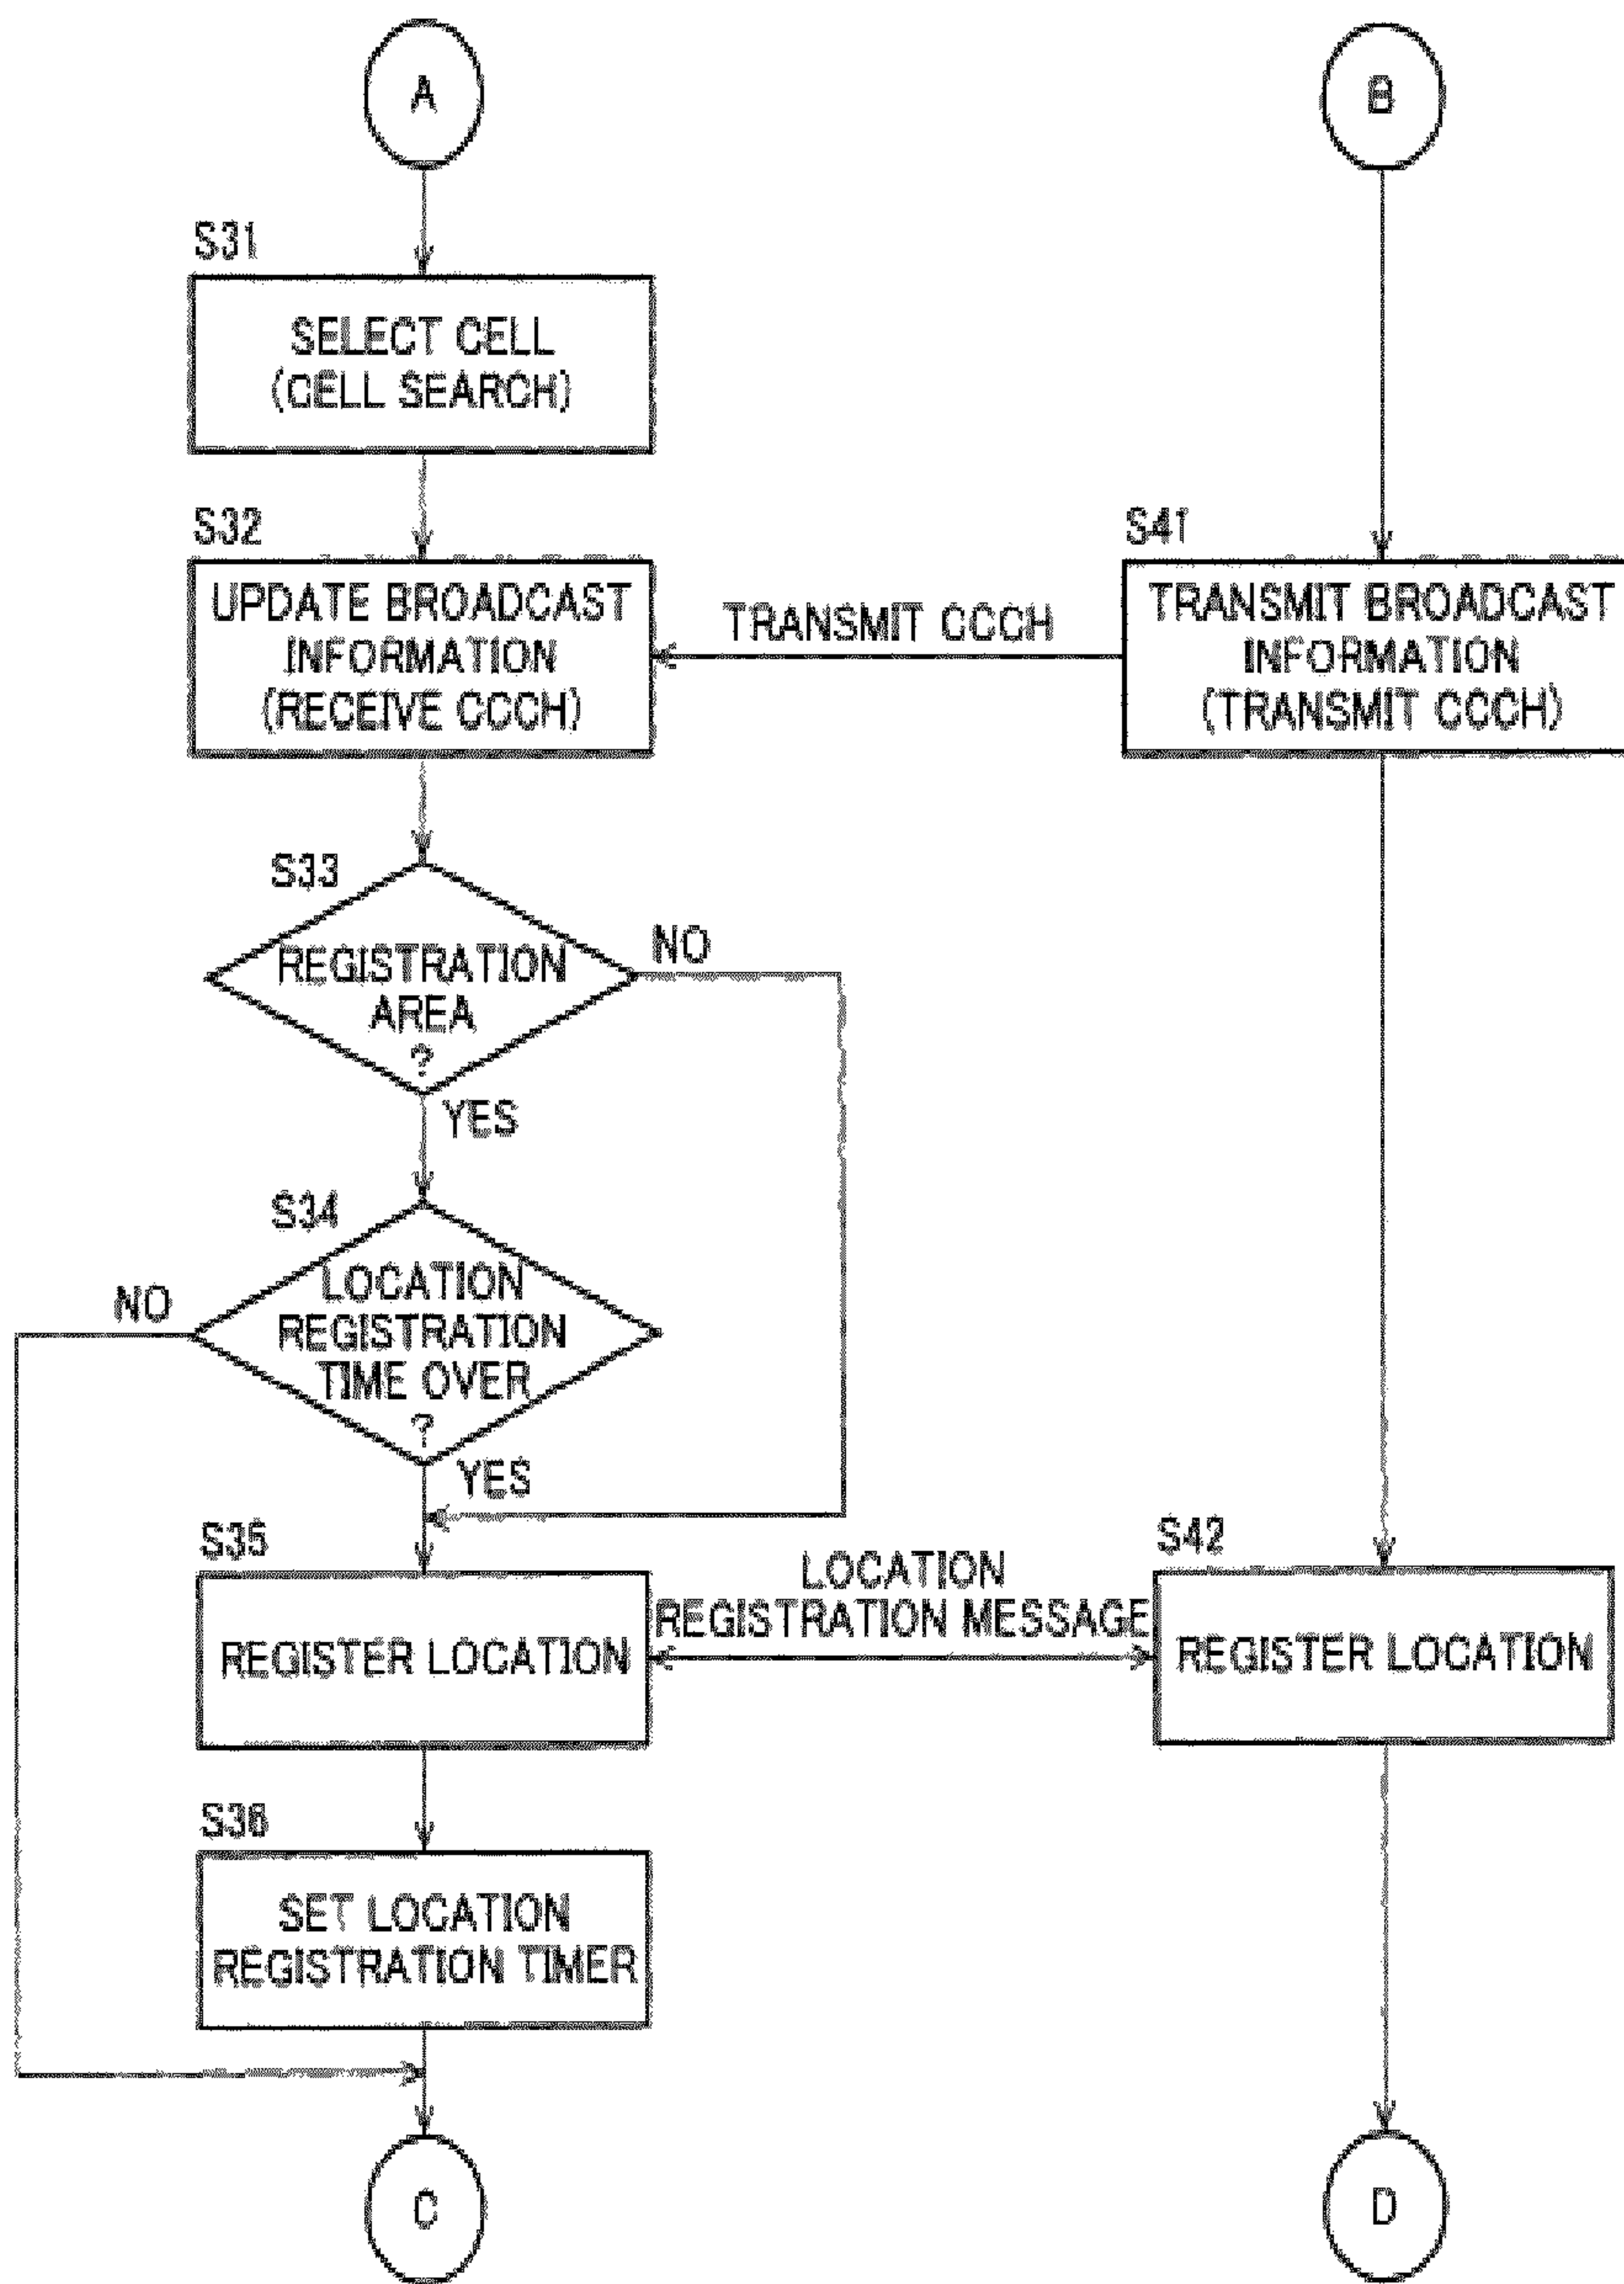 A
B
S31
SELECT CELL
(CELL SEARCH)
S32
UPDATE BROADCAST
INFORMATION
(RECEIVE CCCH)
TRANSMIT CCCH
S41
TRANSMIT BROADCAST
INFORMATION
(TRANSMIT CCCH)
S33
REGISTRATION
AREA
?
NO
YES
S34
LOCATION
REGISTRATION
TIME OVER
?
NO
YES
S35
REGISTER LOCATION
LOCATION
REGISTRATION MESSAGE
S42
REGISTER LOCATION
S36
SET LOCATION
REGISTRATION TIMER
C
D